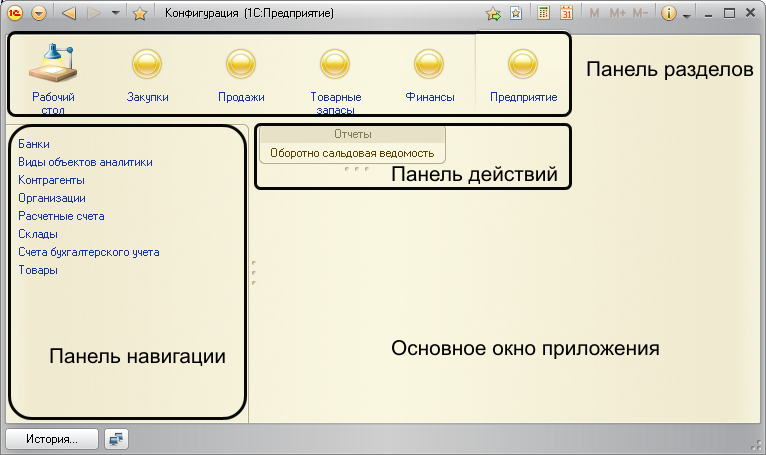 1С Конфигурация (1С:Предприятие) 31 M M+ M- i
Панель разделов
Рабочий стол
Закупки
Продажи
Товарные запасы
Финансы
Предприятие
Отчеты
Оборотно сальдовая ведомость
Панель действий
Банки
Виды объектов аналитики
Контрагенты
Организации
Расчетные счета
Склады
Счета бухгалтерского учета
Товары
Панель навигации
Основное окно приложения
История...